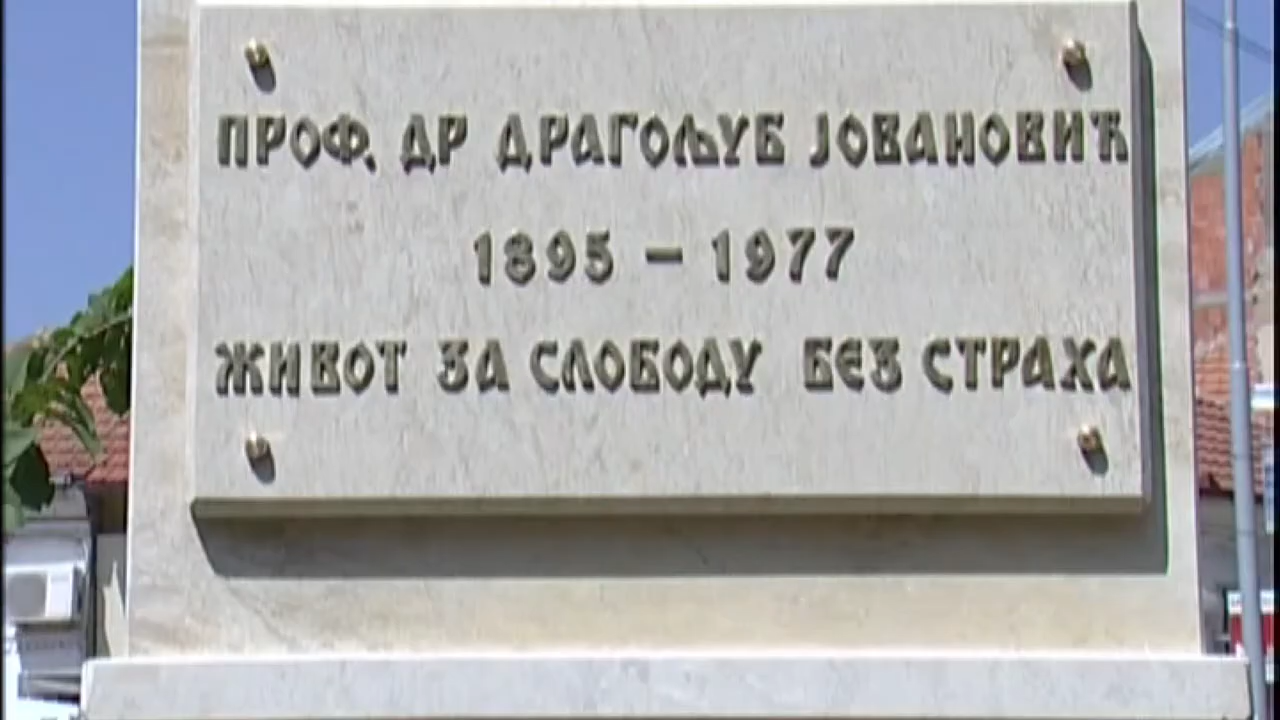 ПРОФ. ДР ДРАГОЉУБ ЈОВАНОВИЋ
1895 – 1977
ЖИВОТ ЗА СЛОБОДУ БЕЗ СТРАХА